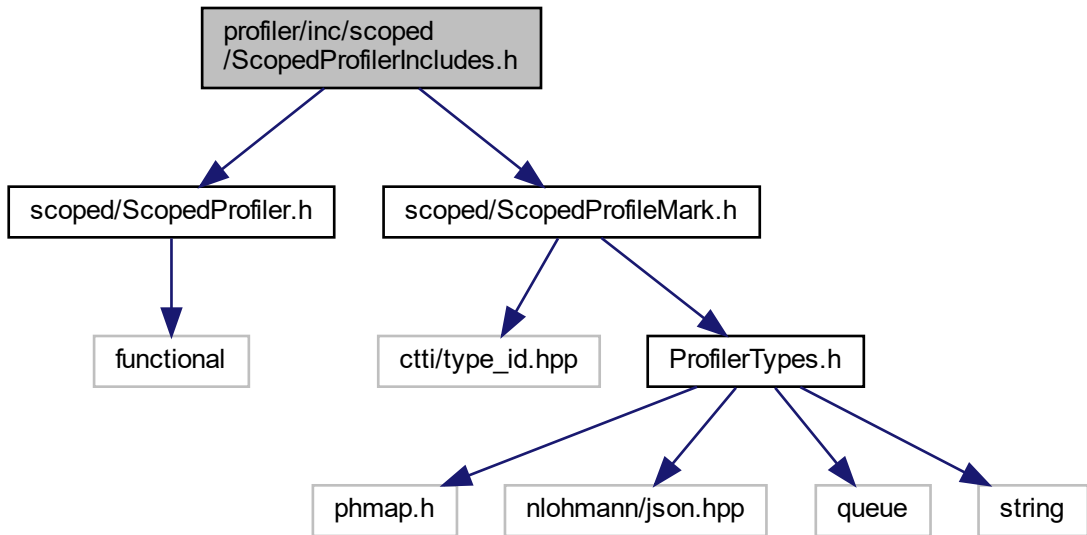 profiler/inc/scoped
/ScopedProfilerIncludes.h
scoped/ScopedProfiler.h
scoped/ScopedProfileMark.h
functional
ctti/type_id.hpp
ProfilerTypes.h
phmap.h
nlohmann/json.hpp
queue
string